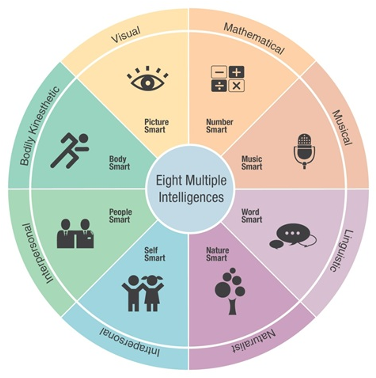 Visual
Mathematical
Musical
Linguistic
Naturalist
Intrapersonal
Interpersonal
Bodily Kinesthetic
Picture
Smart
Number
Smart
Music
Smart
Word
Smart
Nature
Smart
Self
Smart
People
Smart
Body
Smart
Eight Multiple
Intelligences